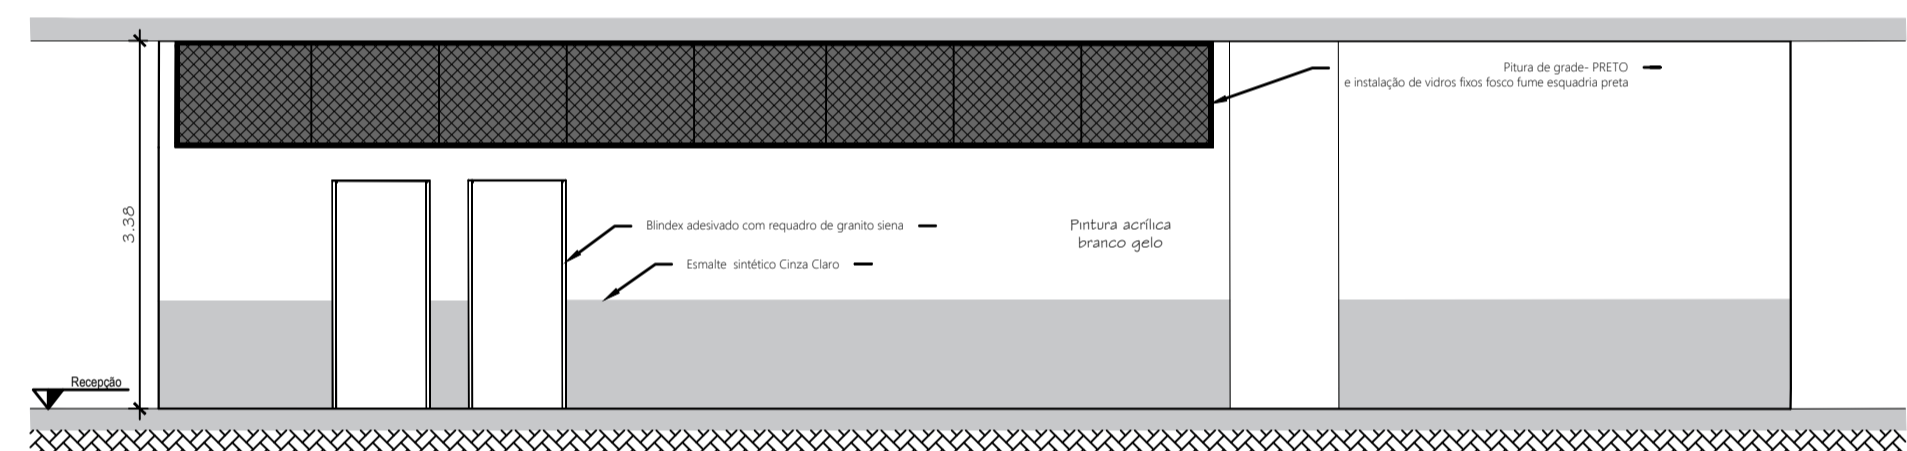 Pitura de grade- PRETO
e instalação de vidros fixos fosco fume esquadria preta
3.38
Blindex adesivado com requadro de granito siena
Pintura acrílica
branco gelo
Esmalte sintético Cinza Claro
Recepção